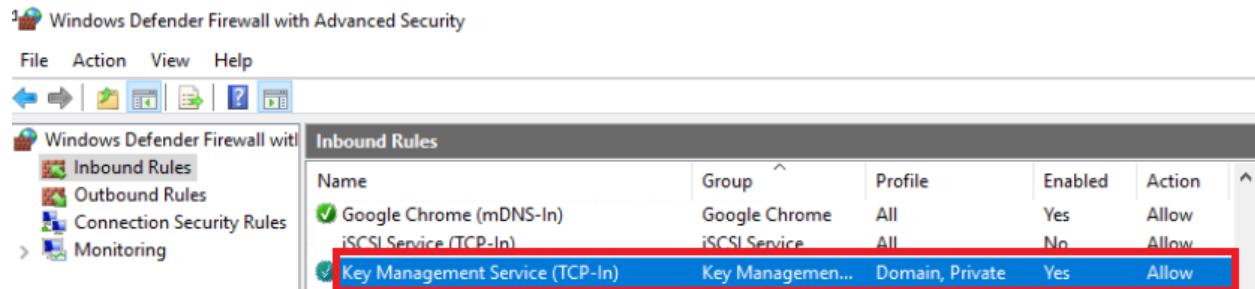 Windows Defender Firewall with Advanced Security
File Action View Help
Windows Defender Firewall witl
Inbound Rules
Outbound Rules
Connection Security Rules
Monitoring
Inbound Rules
Name Group Profile Enabled Action
Google Chrome (mDNS-In) Google Chrome All Yes Allow
iSCSI Service (TCP-In) iSCSI Service All No Allow
Key Management Service (TCP-In) Key Managemen... Domain, Private Yes Allow